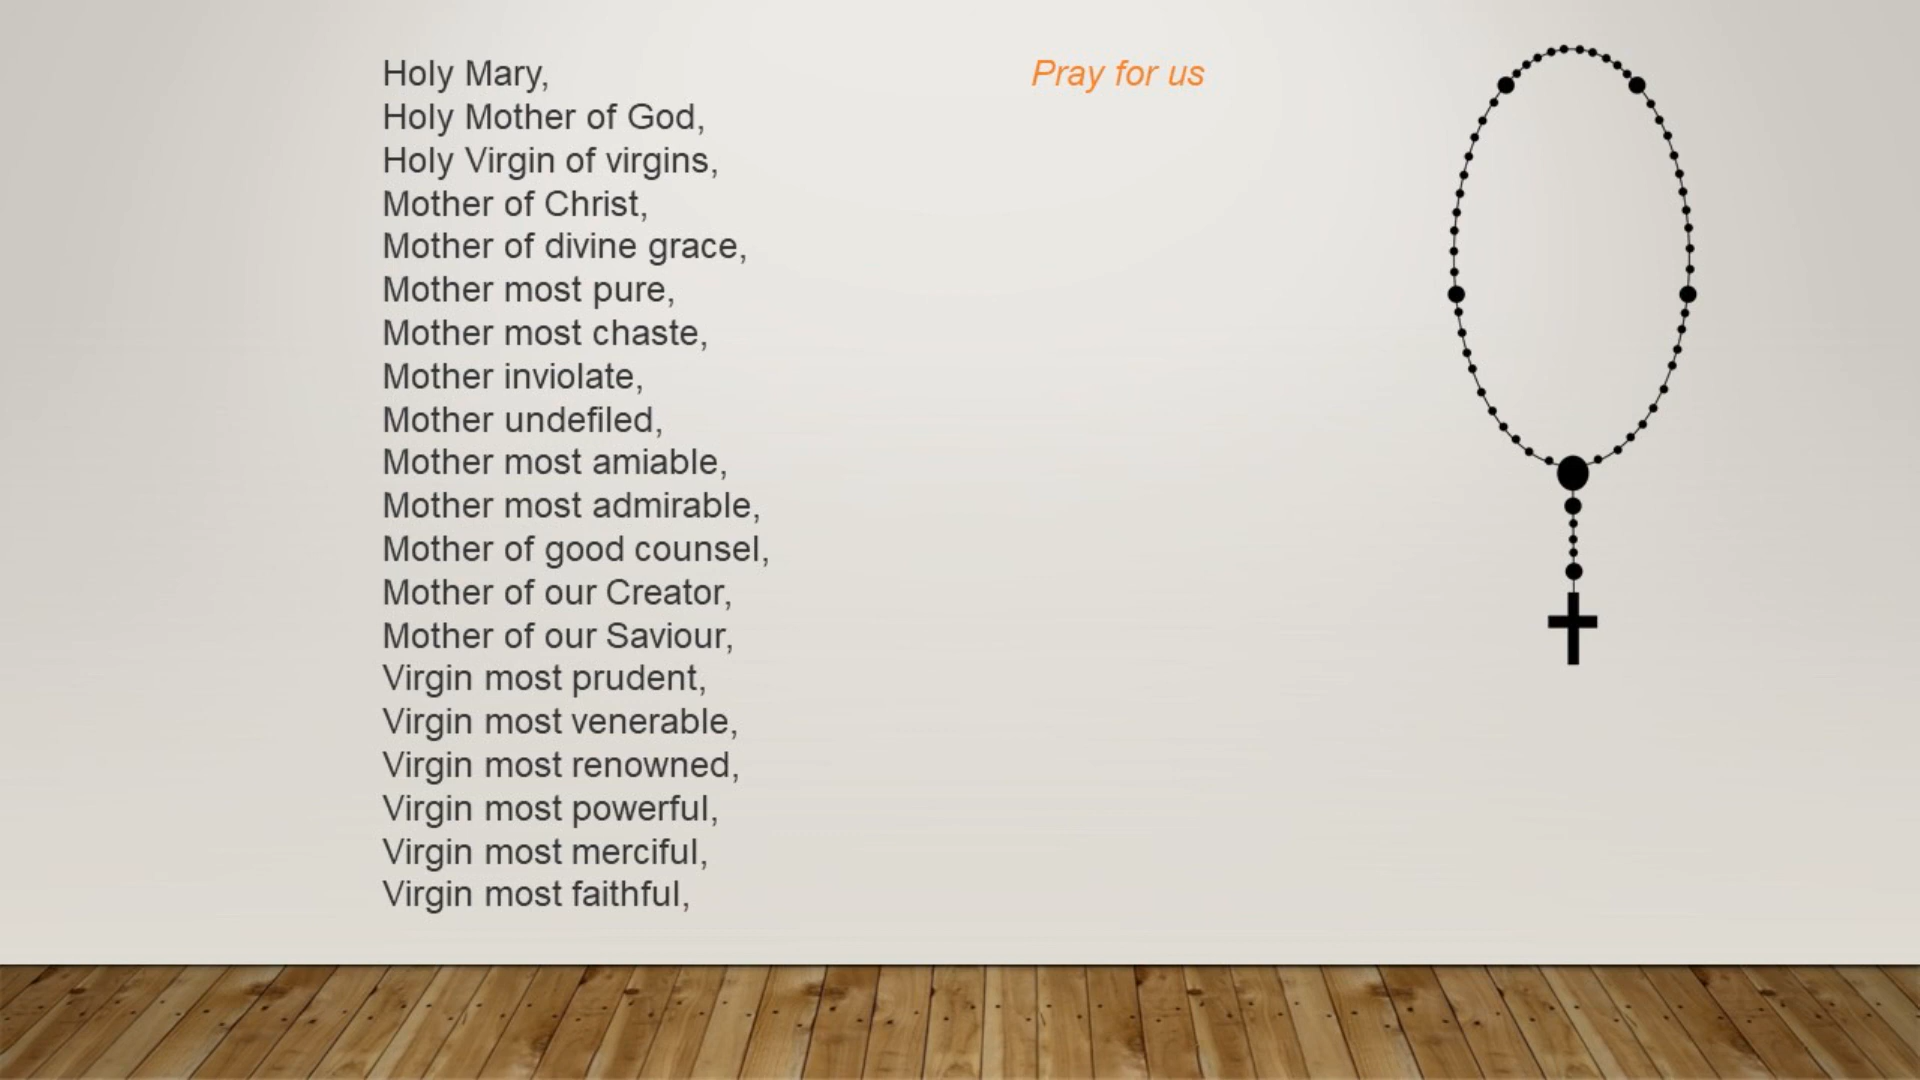 Holy Mary, Pray for us
Holy Mother of God,
Holy Virgin of virgins,
Mother of Christ,
Mother of divine grace,
Mother most pure,
Mother most chaste,
Mother inviolate,
Mother undefiled,
Mother most amiable,
Mother most admirable,
Mother of good counsel,
Mother of our Creator,
Mother of our Saviour,
Virgin most prudent,
Virgin most venerable,
Virgin most renowned,
Virgin most powerful,
Virgin most merciful,
Virgin most faithful,